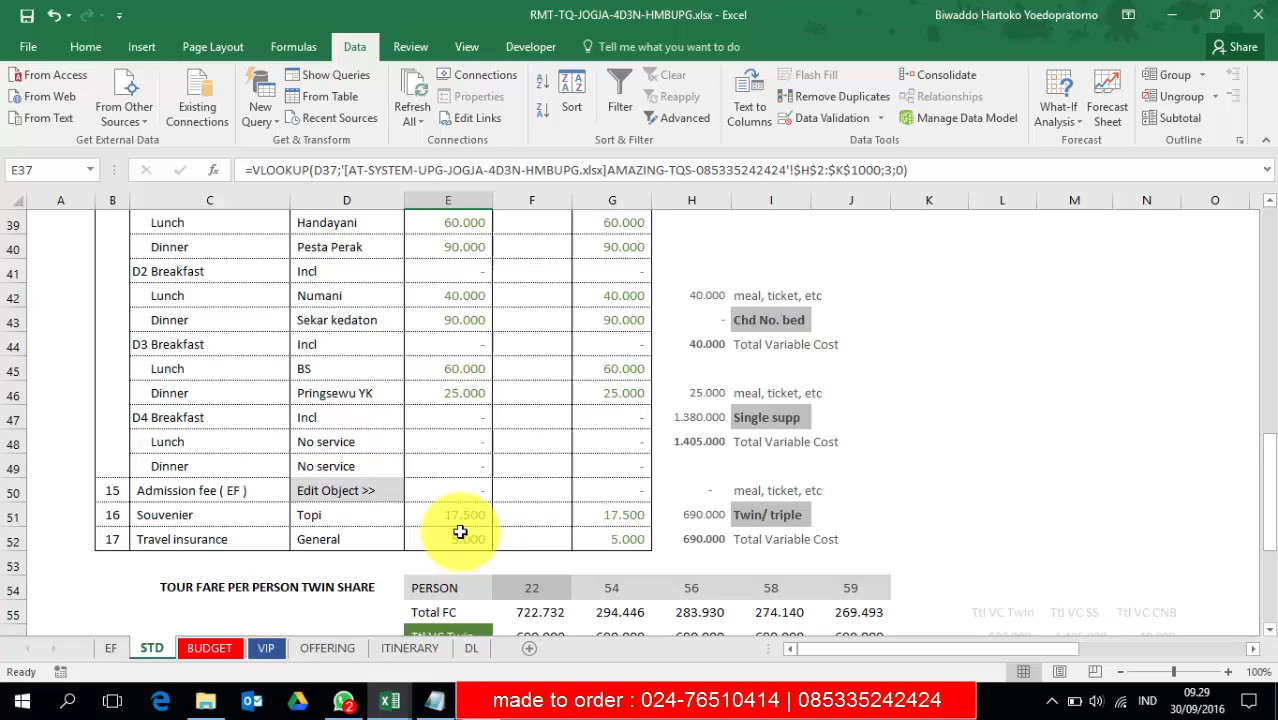 RMT-TQ-JOGJA-4D3N-HMBUPG.xlsx - Excel
Biwaddo Hartoko Yoedopratomo
File Home Insert Page Layout Formulas Data Review View Developer Tell me what you want to do Share
From Access
From Web
From Text
From Other Sources
Existing Connections
Get External Data
New Query
Show Queries
From Table
Recent Sources
Get & Transform
Refresh All
Connections
Properties
Edit Links
Connections
Sort
Filter
Clear
Reapply
Advanced
Sort & Filter
Text to Columns
Flash Fill
Remove Duplicates
Data Validation
Consolidate
Relationships
Manage Data Model
Data Tools
What-If Analysis
Forecast Sheet
Forecast
Group
Ungroup
Subtotal
Outline
E37 fx =VLOOKUP(D37;'[AT-SYSTEM-UPG-JOGJA-4D3N-HMBUPG.xlsx]AMAZING-TQS-085335242424'!$H$2:$K$1000;3;0)
A B C D E F G H I J K L M N O
39 Lunch Handayani 60.000 60.000
40 Dinner Pesta Perak 90.000 90.000
41 D2 Breakfast Incl - -
42 Lunch Numani 40.000 40.000 40.000 meal, ticket, etc
43 Dinner Sekar kedaton 90.000 90.000 - Chd No. bed
44 D3 Breakfast Incl - - 40.000 Total Variable Cost
45 Lunch BS 60.000 60.000
46 Dinner Pringsewu YK 25.000 25.000 25.000 meal, ticket, etc
47 D4 Breakfast Incl - - 1.380.000 Single supp
48 Lunch No service - - 1.405.000 Total Variable Cost
49 Dinner No service - -
50 15 Admission fee ( EF ) Edit Object >> - - - meal, ticket, etc
51 16 Souvenier Topi 17.500 17.500 690.000 Twin/ triple
52 17 Travel insurance General 5.000 5.000 690.000 Total Variable Cost
53
54 TOUR FARE PER PERSON TWIN SHARE PERSON 22 54 56 58 59
55 Total FC 722.732 294.446 283.930 274.140 269.493 Ttl VC Twin Ttl VC SS Ttl VC CNB
EF STD BUDGET VIP OFFERING ITINERARY DL
Ready 100%
2
made to order : 024-76510414 | 085335242424
IND
09.29
30/09/2016